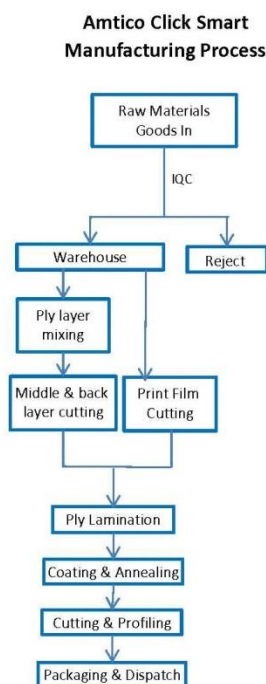 Amtico Click Smart
Manufacturing Process
Raw Materials
Goods In
IQC
Warehouse
Reject
Ply layer
mixing
Middle & back
layer cutting
Print Film
Cutting
Ply Lamination
Coating & Annealing
Cutting & Profiling
Packaging & Dispatch